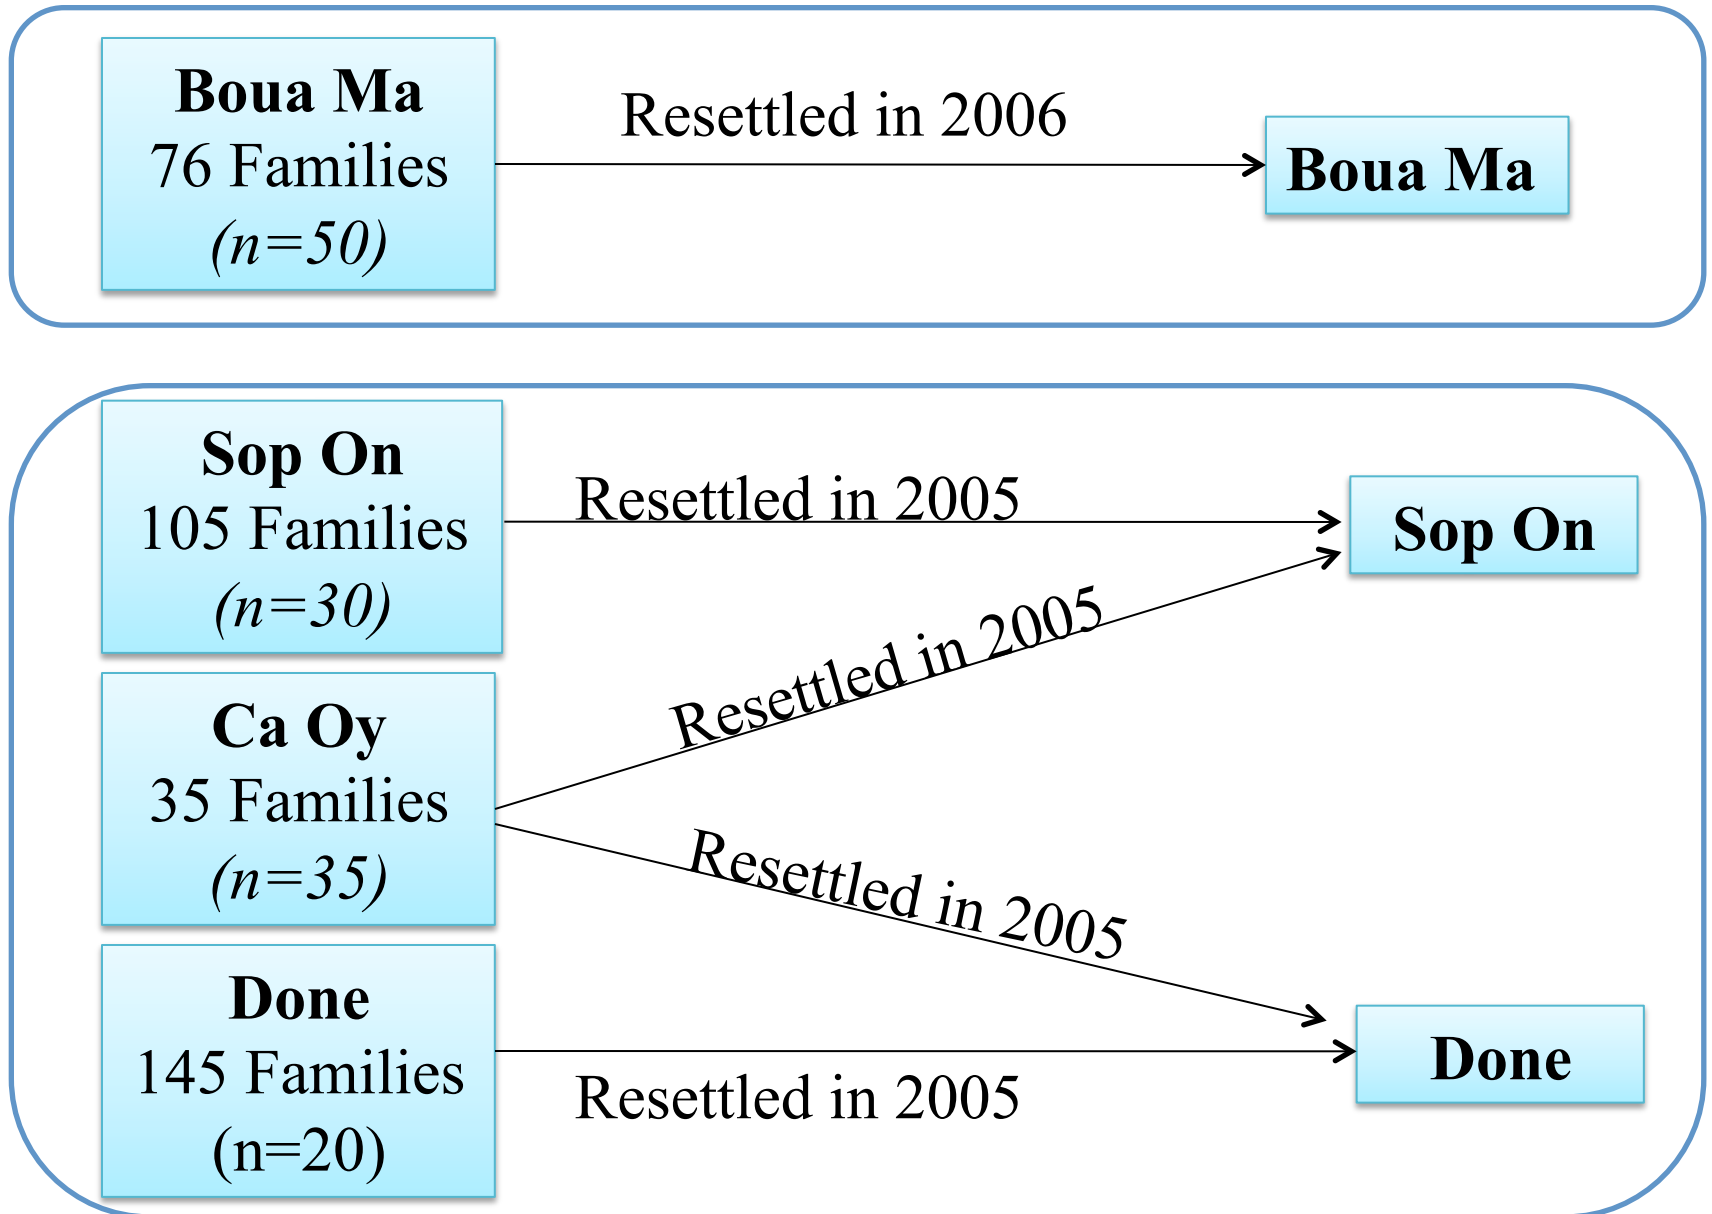 Boua Ma
76 Families
(n=50)
Resettled in 2006
Boua Ma
Sop On
105 Families
(n=30)
Resettled in 2005
Sop On
Ca Oy
35 Families
(n=35)
Resettled in 2005
Resettled in 2005
Done
145 Families
(n=20)
Resettled in 2005
Done